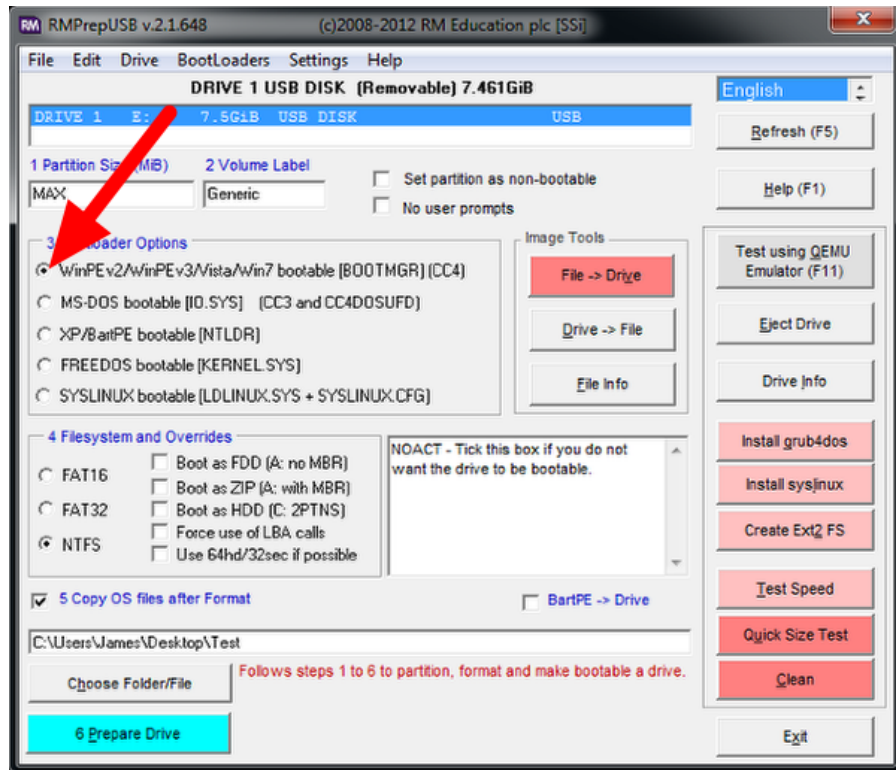 RM RMPrepUSB v.2.1.648 (c)2008-2012 RM Education plc [SSi]
File Edit Drive BootLoaders Settings Help
DRIVE 1 USB DISK (Removable) 7.461GiB
English
DRIVE 1 E: 7.5GiB USB DISK USB
Refresh (F5)
1 Partition Size (MiB) 2 Volume Label
MAX Generic
Set partition as non-bootable
No user prompts
Help (F1)
3 Bootloader Options
WinPEv2/WinPEv3/Vista/Win7 bootable [BOOTMGR] (CC4)
MS-DOS bootable [IO.SYS] (CC3 and CC4DOSUFD)
XP/BartPE bootable [NTLDR]
FREEDOS bootable [KERNEL.SYS]
SYSLINUX bootable [LDLINUX.SYS + SYSLINUX.CFG]
Image Tools
File -> Drive
Drive -> File
File Info
Test using QEMU
Emulator (F11)
Eject Drive
Drive Info
4 Filesystem and Overrides
FAT16
FAT32
NTFS
Boot as FDD (A: no MBR)
Boot as ZIP (A: with MBR)
Boot as HDD (C: 2PTNS)
Force use of LBA calls
Use 64hd/32sec if possible
NOACT - Tick this box if you do not
want the drive to be bootable.
Install grub4dos
Install syslinux
Create Ext2 FS
5 Copy OS files after Format
BartPE -> Drive
Test Speed
C:\Users\James\Desktop\Test
Quick Size Test
Choose Folder/File
Follows steps 1 to 6 to partition, format and make bootable a drive.
Clean
6 Prepare Drive
Exit